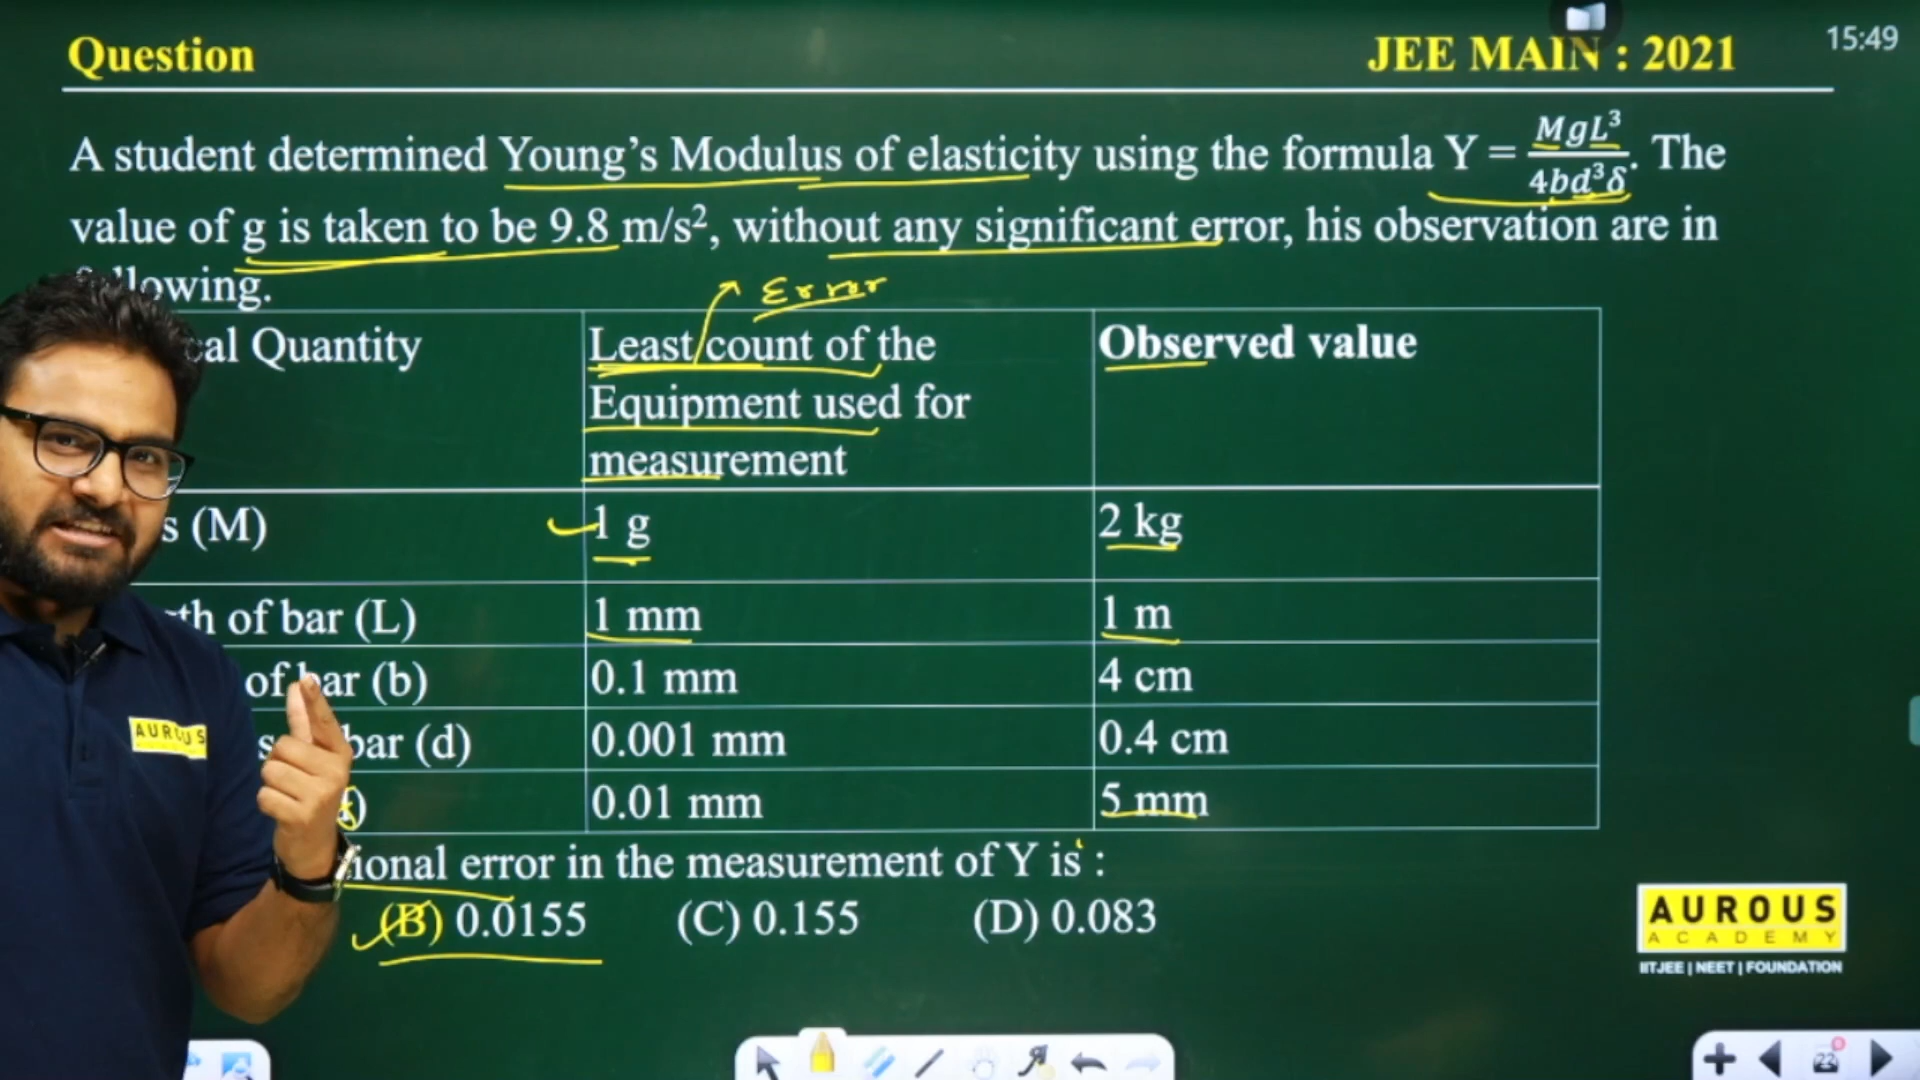 Question
JEE MAIN : 2021
15:49
A student determined Young's Modulus of elasticity using the formula Y = MgL³/4bd³δ. The
value of g is taken to be 9.8 m/s², without any significant error, his observation are in
Error
Quantity
Least count of the
Equipment used for
measurement
Observed value
(M)
1 g
2 kg
of bar (L)
1 mm
1 m
of bar (b)
0.1 mm
4 cm
bar (d)
0.001 mm
0.4 cm
0.01 mm
5 mm
error in the measurement of Y is :
(B) 0.0155 (C) 0.155 (D) 0.083
AUROUS
AUROUS
ACADEMY
IITJEE | NEET | FOUNDATION
22